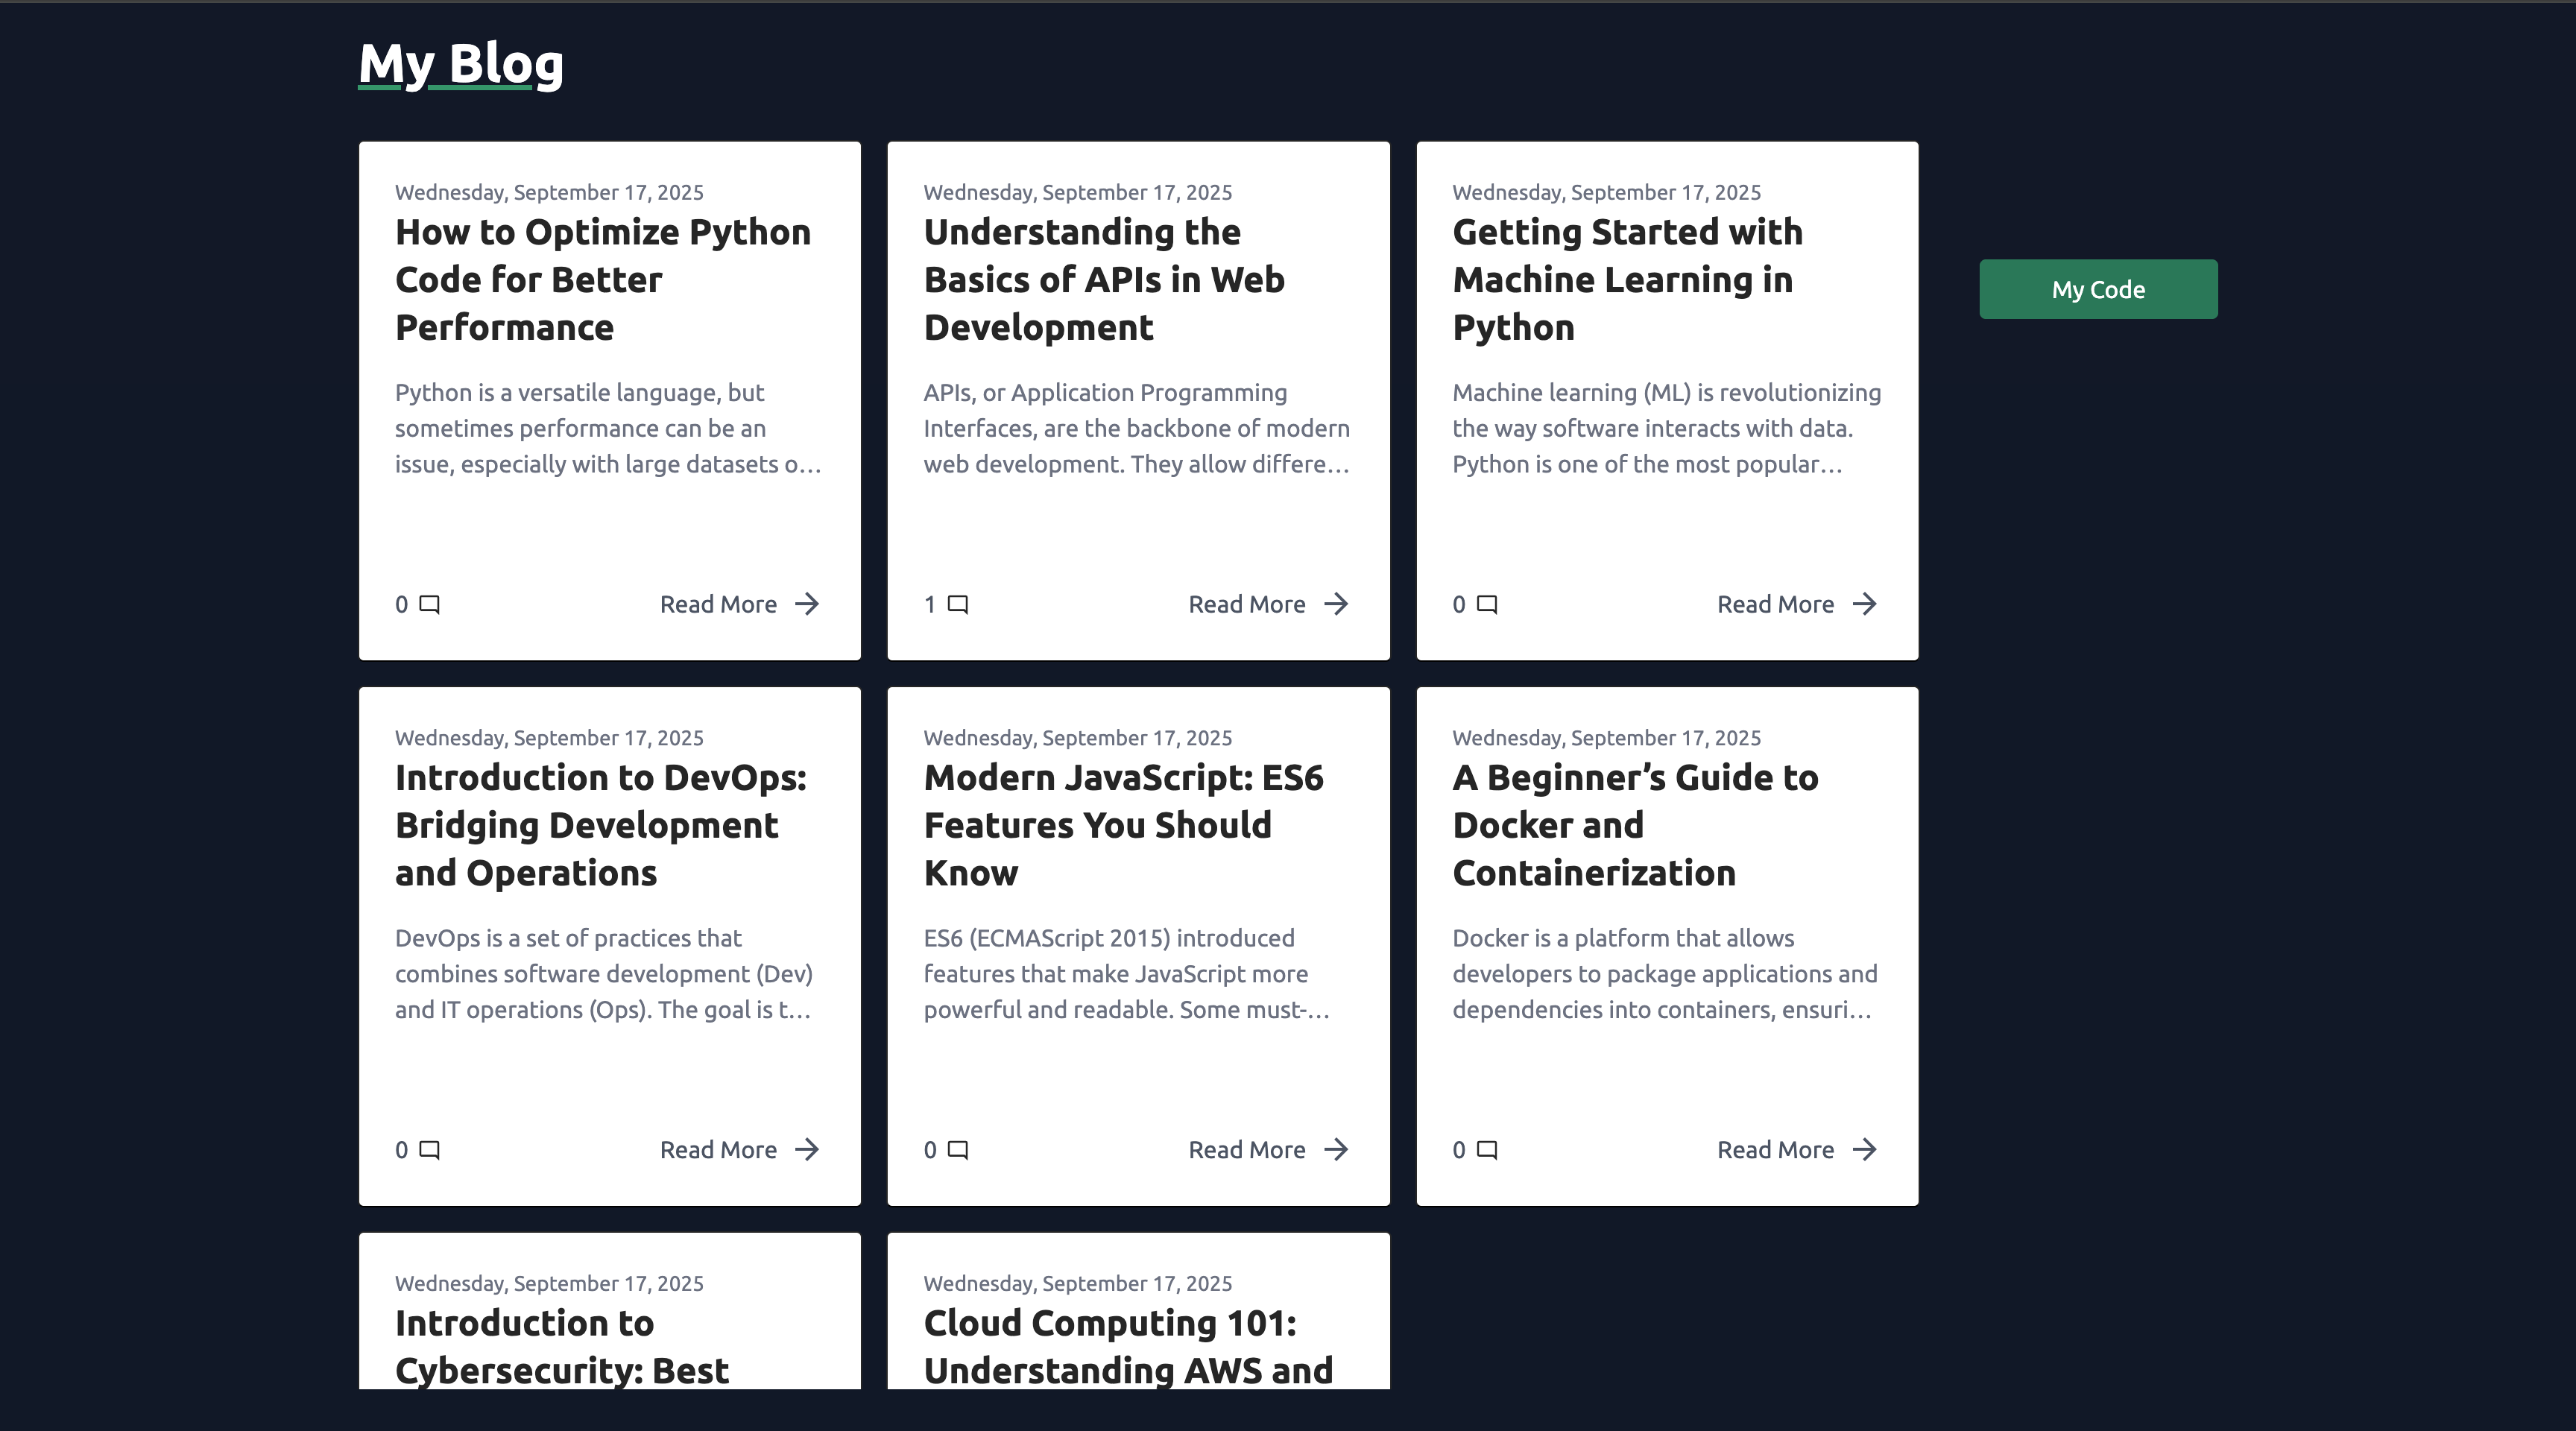 My Blog
Wednesday, September 17, 2025
How to Optimize Python
Code for Better
Performance
Python is a versatile language, but
sometimes performance can be an
issue, especially with large datasets o…
0
Read More
Wednesday, September 17, 2025
Understanding the
Basics of APIs in Web
Development
APIs, or Application Programming
Interfaces, are the backbone of modern
web development. They allow differe…
1
Read More
Wednesday, September 17, 2025
Getting Started with
Machine Learning in
Python
Machine learning (ML) is revolutionizing
the way software interacts with data.
Python is one of the most popular…
0
Read More
My Code
Wednesday, September 17, 2025
Introduction to DevOps:
Bridging Development
and Operations
DevOps is a set of practices that
combines software development (Dev)
and IT operations (Ops). The goal is t…
0
Read More
Wednesday, September 17, 2025
Modern JavaScript: ES6
Features You Should
Know
ES6 (ECMAScript 2015) introduced
features that make JavaScript more
powerful and readable. Some must-…
0
Read More
Wednesday, September 17, 2025
A Beginner’s Guide to
Docker and
Containerization
Docker is a platform that allows
developers to package applications and
dependencies into containers, ensuri…
0
Read More
Wednesday, September 17, 2025
Introduction to
Cybersecurity: Best
Wednesday, September 17, 2025
Cloud Computing 101:
Understanding AWS and